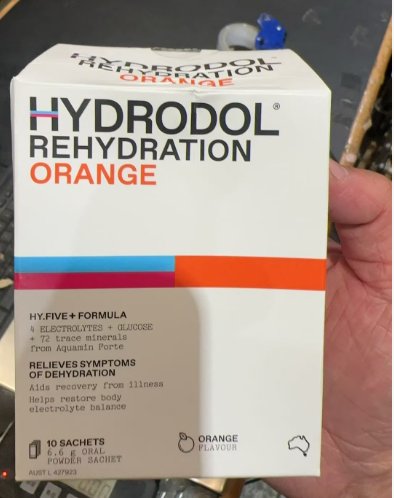 HYDRODOL
REHYDRATION
ORANGE
HYDRODOL®
REHYDRATION
ORANGE
HY.FIVE+ FORMULA
4 ELECTROLYTES + GLUCOSE
+ 72 trace minerals
from Aquamin Forte
RELIEVES SYMPTOMS
OF DEHYDRATION
Aids recovery from illness
Helps restore body
electrolyte balance
10 SACHETS
6.6 g ORAL
POWDER SACHET
ORANGE
FLAVOUR
AUST L 427923